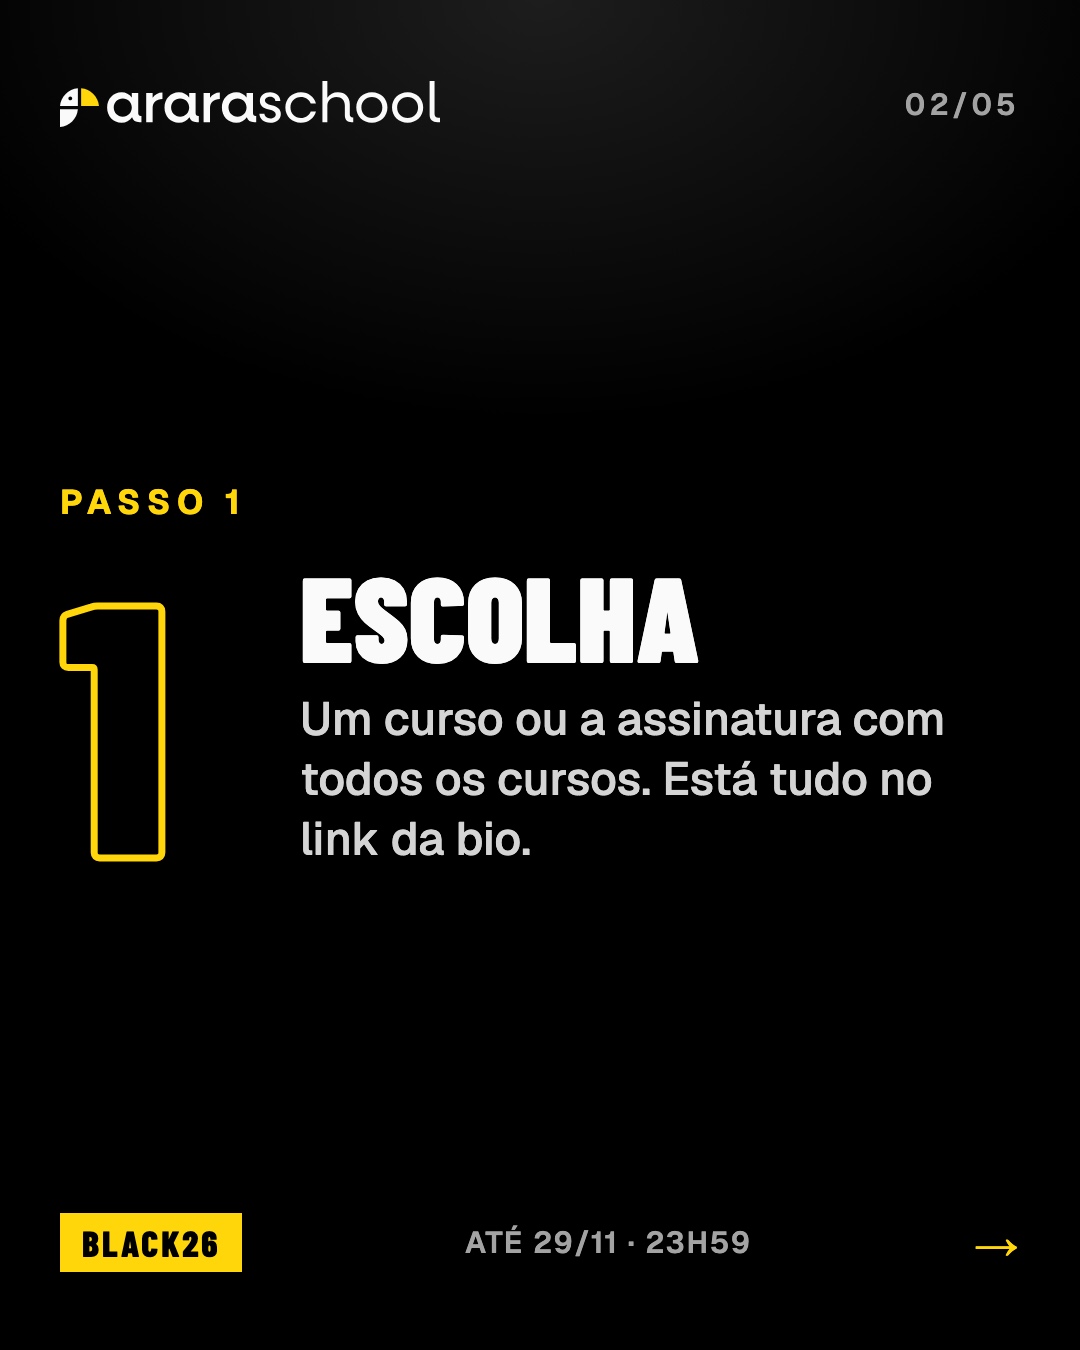 araraschool
02/05
PASSO 1
1
ESCOLHA
Um curso ou a assinatura com
todos os cursos. Está tudo no
link da bio.
BLACK26
ATÉ 29/11 · 23H59
→